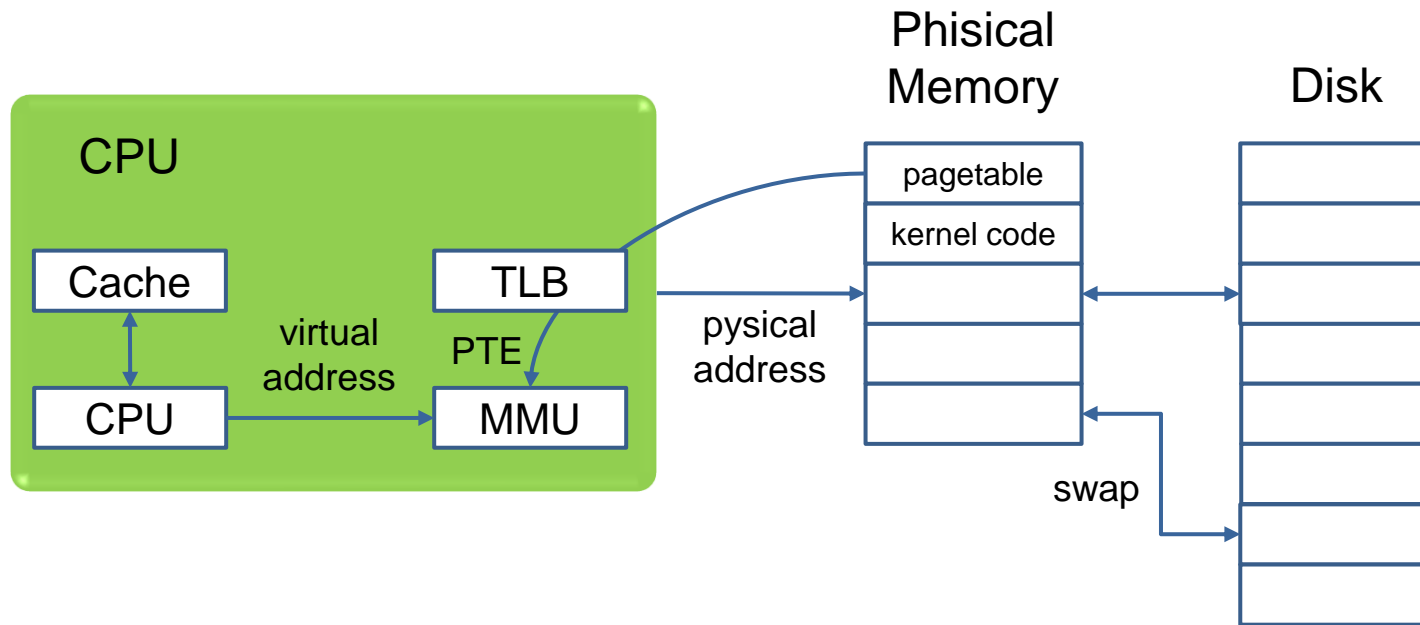 Phisical
Memory
Disk
CPU
pagetable
kernel code
Cache
TLB
virtual
address
PTE
pysical
address
CPU
MMU
swap